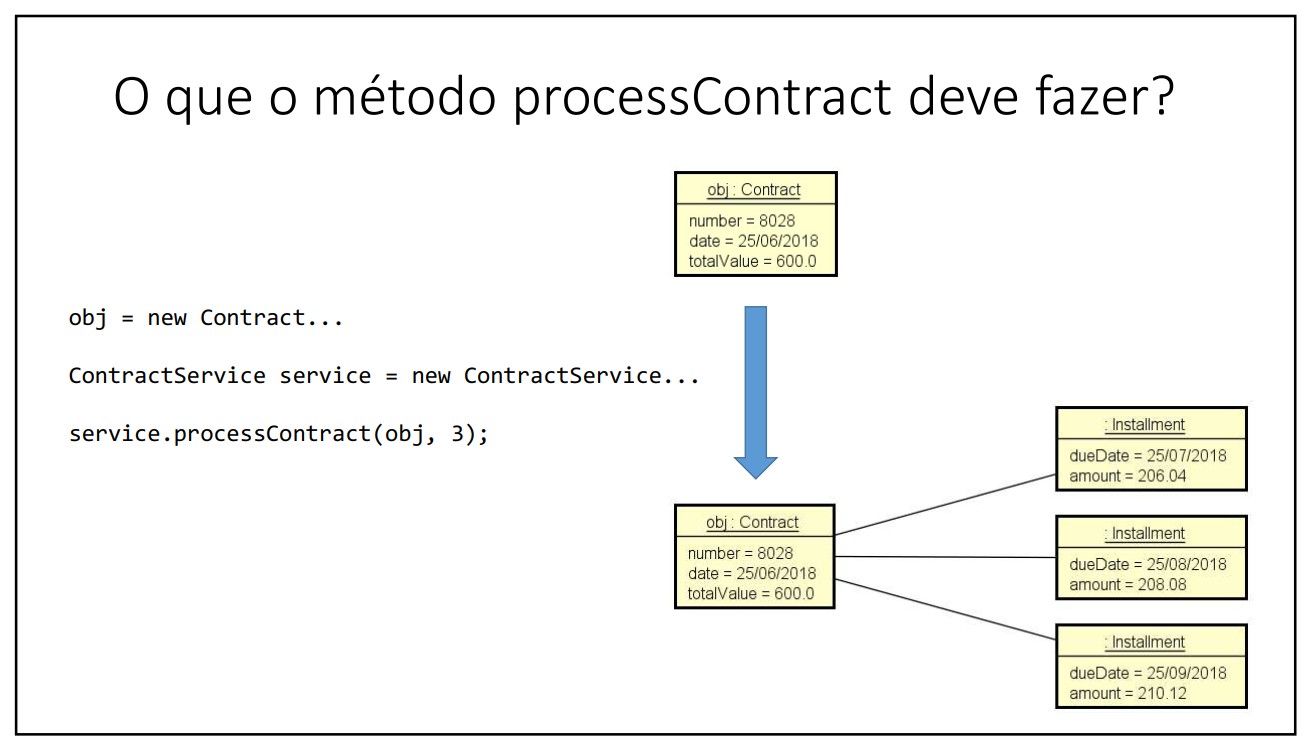 O que o método processContract deve fazer?
obj : Contract
number = 8028
date = 25/06/2018
totalValue = 600.0
obj = new Contract...
ContractService service = new ContractService...
service.processContract(obj, 3);
obj : Contract
number = 8028
date = 25/06/2018
totalValue = 600.0
: Installment
dueDate = 25/07/2018
amount = 206.04
: Installment
dueDate = 25/08/2018
amount = 208.08
: Installment
dueDate = 25/09/2018
amount = 210.12